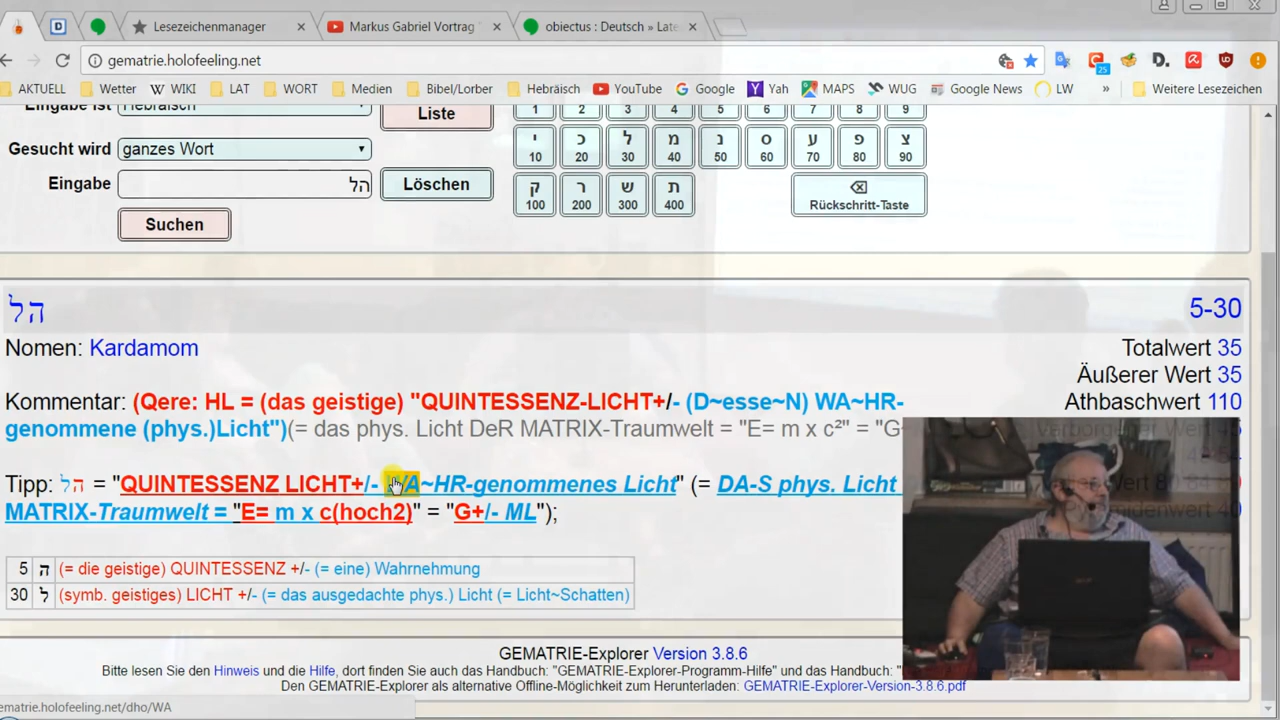 Lesezeichenmanager
Markus Gabriel Vortrag "
obiectus : Deutsch » Late
gematrie.holofeeling.net
AKTUELL Wetter WIKI LAT WORT Medien Bibel/Lorber Hebräisch YouTube Google Yah MAPS WUG Google News LW » Weitere Lesezeichen
Eingabe ist Hebräisch
Liste
1 2 3 4 5 6 7 8 9
Gesucht wird ganzes Wort
י כ ל מ נ ס ע פ צ
10 20 30 40 50 60 70 80 90
Eingabe הל Löschen
ק ר ש ת
100 200 300 400 Rückschritt-Taste
Suchen
הל 5-30
Nomen: Kardamom
Totalwert 35
Äußerer Wert 35
Athbaschwert 110
Kommentar: (Qere: HL = (das geistige) "QUINTESSENZ-LICHT+/- (D~esse~N) WA~HR-
genommene (phys.)Licht")(= das phys. Licht DeR MATRIX-Traumwelt = "E= m x c²" = "G
Tipp: הל = "QUINTESSENZ LICHT+/- WA~HR-genommenes Licht" (= DA-S phys. Licht
MATRIX-Traumwelt = "E= m x c(hoch2)" = "G+/- ML");
5 ה (= die geistige) QUINTESSENZ +/- (= eine) Wahrnehmung
30 ל (symb. geistiges) LICHT +/- (= das ausgedachte phys.) Licht (= Licht~Schatten)
GEMATRIE-Explorer Version 3.8.6
Bitte lesen Sie den Hinweis und die Hilfe, dort finden Sie auch das Handbuch: "GEMATRIE-Explorer-Programm-Hilfe" und das Handbuch: "
Den GEMATRIE-Explorer als alternative Offline-Möglichkeit zum Herunterladen: GEMATRIE-Explorer-Version-3.8.6.pdf
ematrie.holofeeling.net/dho/WA